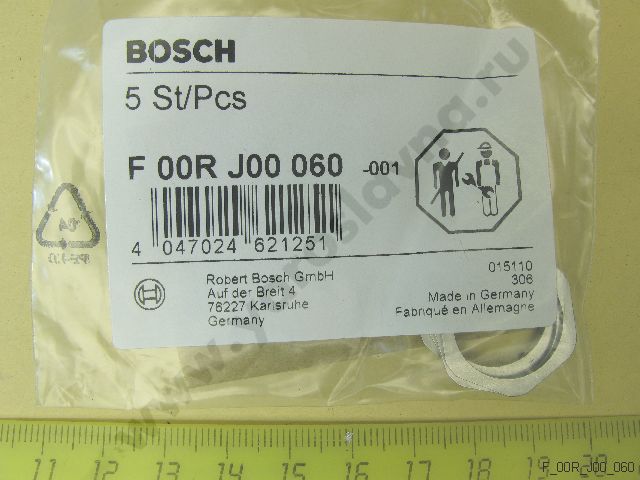 BOSCH
5 St/Pcs
F 00R J00 060 -001
4 047024 621251
Robert Bosch GmbH
Auf der Breit 4
76227 Karlsruhe
Germany
015110
306
Made in Germany
Fabriqué en Allemagne
11 12 13 14 15 16 17 18 19 20
F_00R_J00_060